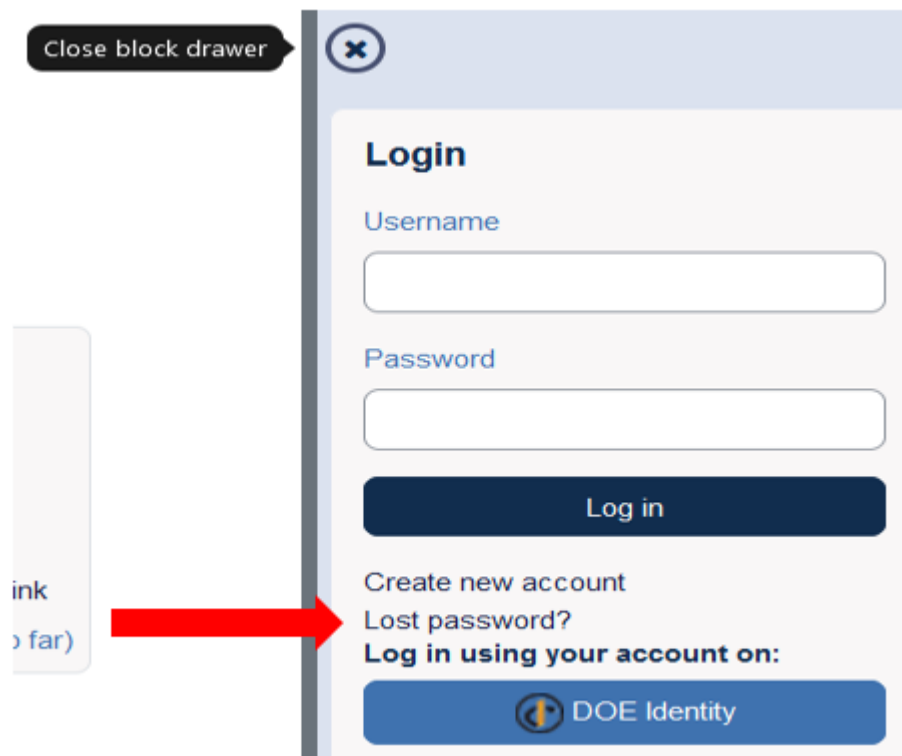 Close block drawer
Login
Username
Password
Log in
Create new account
Lost password?
Log in using your account on:
DOE Identity
ink
far)